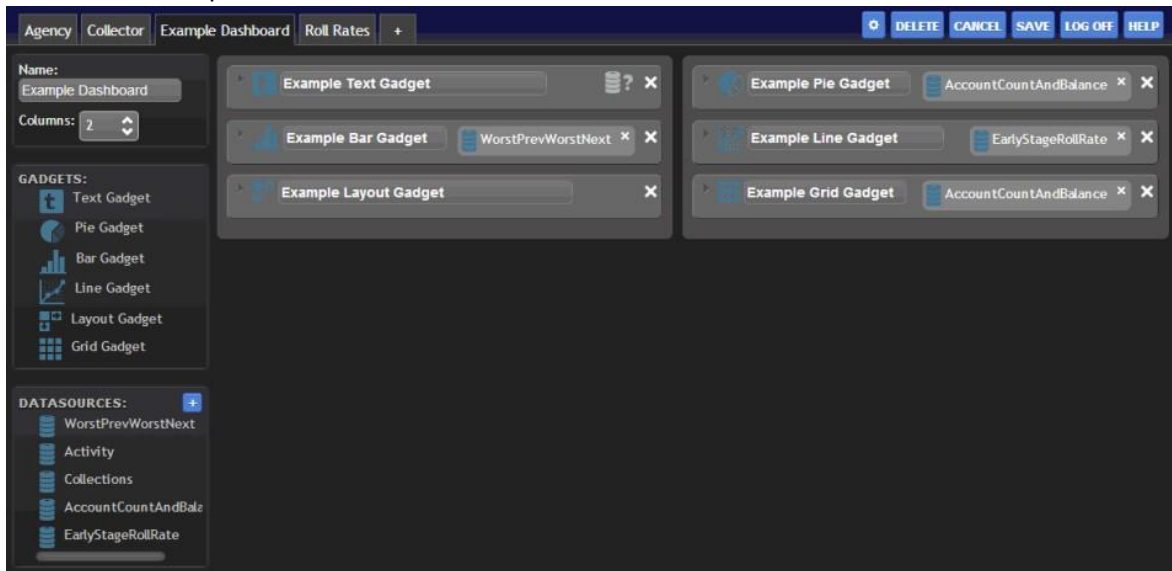 Agency Collector Example Dashboard Roll Rates +
DELETE CANCEL SAVE LOG OFF HELP
Name:
Example Dashboard
Columns: 2
GADGETS:
t Text Gadget
Pie Gadget
Bar Gadget
Line Gadget
Layout Gadget
Grid Gadget
DATASOURCES: +
WorstPrevWorstNext
Activity
Collections
AccountCountAndBala
EarlyStageRollRate
Example Text Gadget ? ×
Example Bar Gadget WorstPrevWorstNext × ×
Example Layout Gadget ×
Example Pie Gadget AccountCountAndBalance × ×
Example Line Gadget EarlyStageRollRate × ×
Example Grid Gadget AccountCountAndBalance × ×